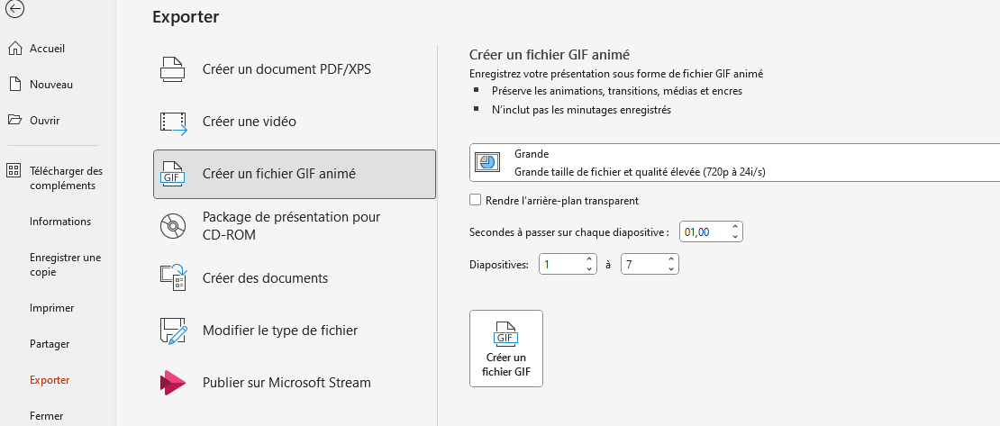 Exporter
Accueil
Nouveau
Ouvrir
Télécharger des
compléments
Informations
Enregistrer une
copie
Imprimer
Partager
Exporter
Fermer
Créer un document PDF/XPS
Créer une vidéo
GIF
Créer un fichier GIF animé
Package de présentation pour
CD-ROM
Créer des documents
Modifier le type de fichier
Publier sur Microsoft Stream
Créer un fichier GIF animé
Enregistrez votre présentation sous forme de fichier GIF animé
▪ Préserve les animations, transitions, médias et encres
▪ N'inclut pas les minutages enregistrés
Grande
Grande taille de fichier et qualité élevée (720p à 24i/s)
Rendre l'arrière-plan transparent
Secondes à passer sur chaque diapositive : 01,00
Diapositives: 1 à 7
GIF
Créer un
fichier GIF